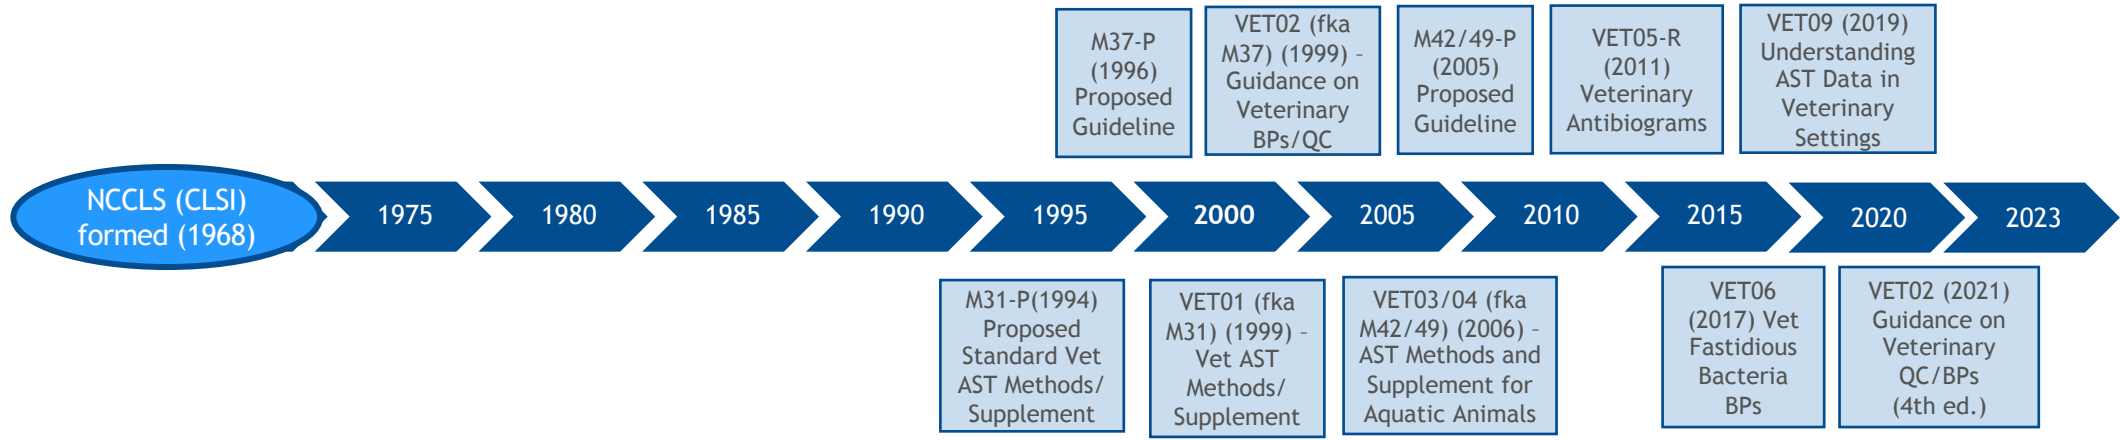 M37-P
(1996)
Proposed
Guideline
VET02 (fka
M37) (1999) –
Guidance on
Veterinary
BPs/QC
M42/49-P
(2005)
Proposed
Guideline
VET05-R
(2011)
Veterinary
Antibiograms
VET09 (2019)
Understanding
AST Data in
Veterinary
Settings
NCCLS (CLSI)
formed (1968)
1975
1980
1985
1990
1995
2000
2005
2010
2015
2020
2023
M31-P(1994)
Proposed
Standard Vet
AST Methods/
Supplement
VET01 (fka
M31) (1999) –
Vet AST
Methods/
Supplement
VET03/04 (fka
M42/49) (2006) –
AST Methods and
Supplement for
Aquatic Animals
VET06
(2017) Vet
Fastidious
Bacteria
BPs
VET02 (2021)
Guidance on
Veterinary
QC/BPs
(4th ed.)